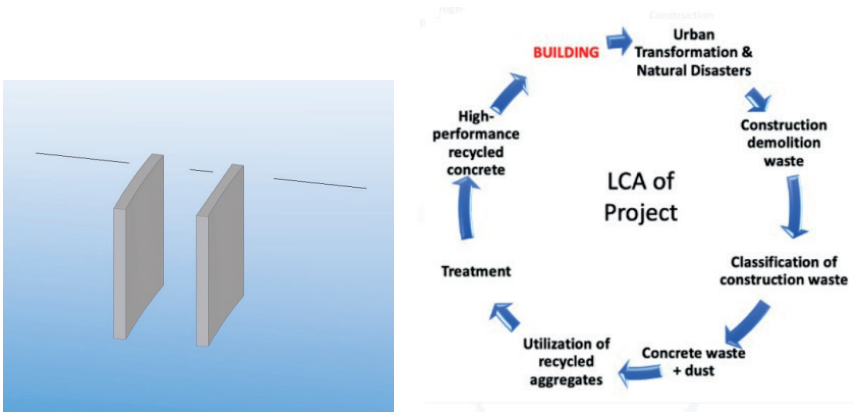 Construction
BUILDING
Urban
Transformation &
Natural Disasters
Construction
demolition
waste
Classification of
construction waste
Concrete waste
+ dust
Utilization of
recycled
aggregates
Treatment
High-
performance
recycled
concrete
LCA of
Project